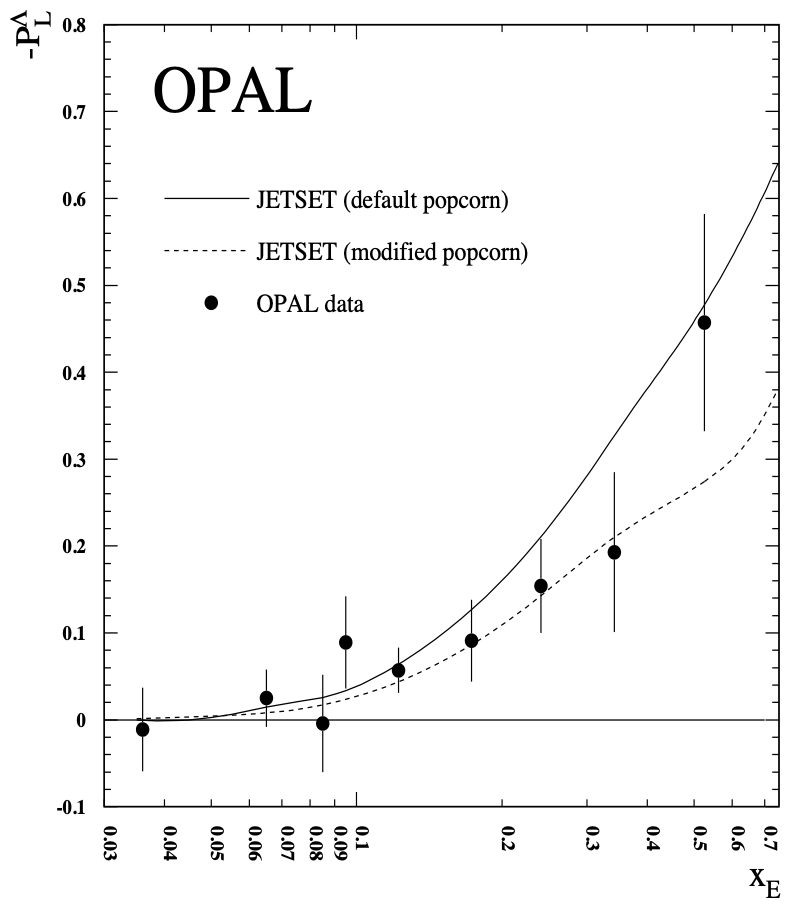 -P_L^Λ
0.8
OPAL
0.7
0.6
JETSET (default popcorn)
JETSET (modified popcorn)
0.5
OPAL data
0.4
0.3
0.2
0.1
0
-0.1
0.03 0.04 0.05 0.06 0.07 0.08 0.09 0.1 0.2 0.3 0.4 0.5 0.6 0.7
x_E